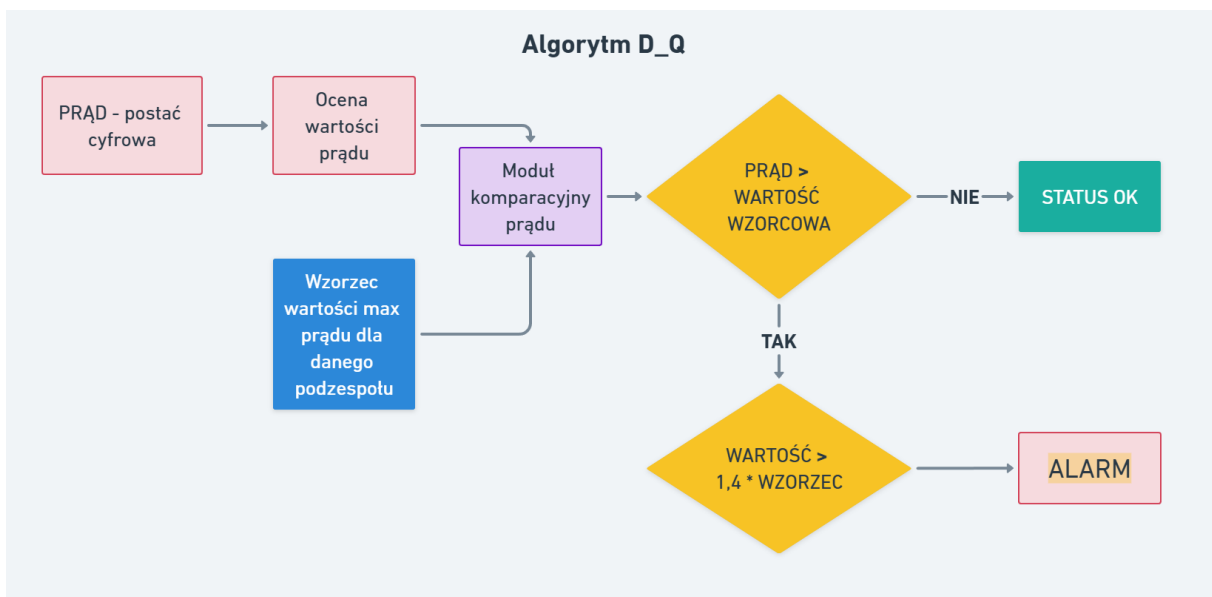 Algorytm D_Q
PRĄD - postać
cyfrowa
Ocena
wartości
prądu
Moduł
komparacyjny
prądu
Wzorzec
wartości max
prądu dla
danego
podzespołu
PRĄD >
WARTOŚĆ
WZORCOWA
NIE
STATUS OK
TAK
WARTOŚĆ >
1,4 * WZORZEC
ALARM